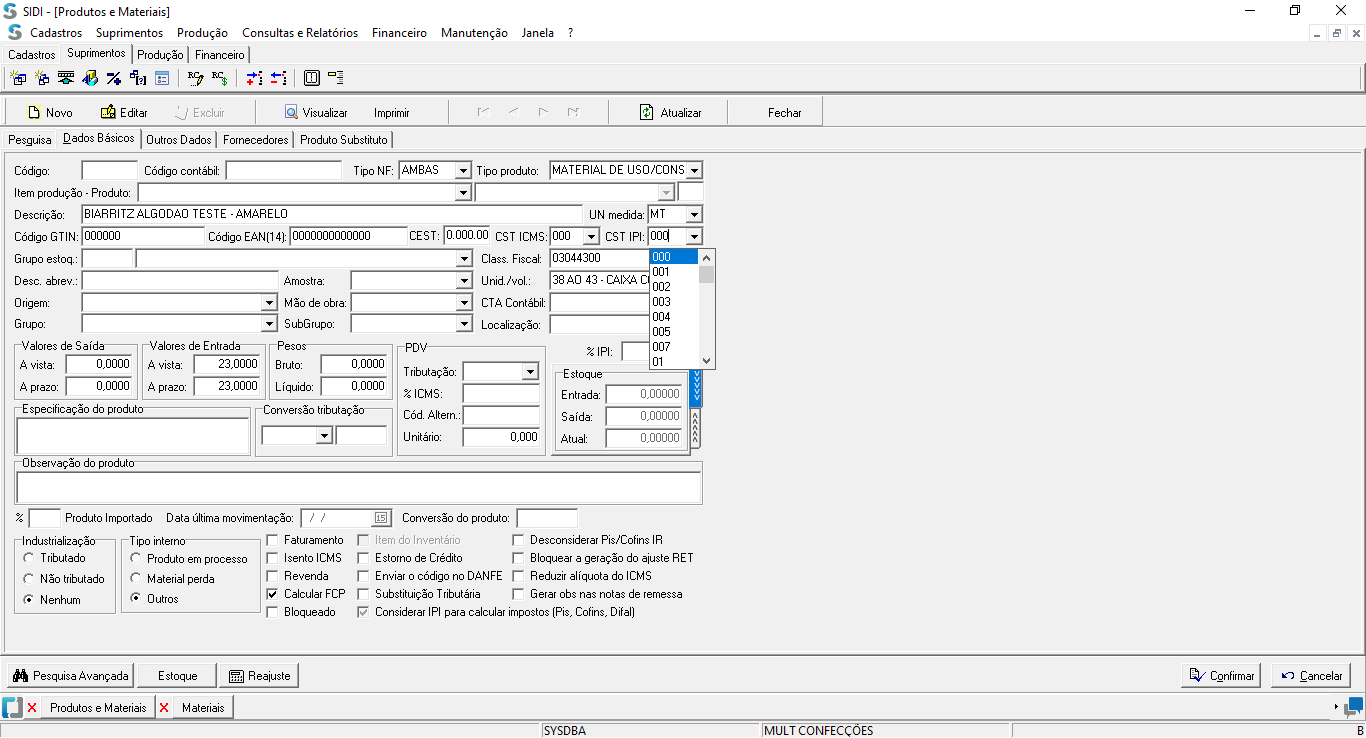 SIDI - [Produtos e Materiais]
Cadastros Suprimentos Produção Consultas e Relatórios Financeiro Manutenção Janela ?
Cadastros Suprimentos Produção Financeiro
Novo Editar Excluir Visualizar Imprimir Atualizar Fechar
Pesquisa Dados Básicos Outros Dados Fornecedores Produto Substituto
Código: Código contábil: Tipo NF: AMBAS Tipo produto: MATERIAL DE USO/CONS
Item produção - Produto:
Descrição: BIARRITZ ALGODAO TESTE - AMARELO UN medida: MT
Código GTIN: 000000 Código EAN(14): 0000000000000 CEST: 0.000.00 CST ICMS: 000 CST IPI: 000
Grupo estoq.: Class. Fiscal: 03044300 000
001
Desc. abrev.: Amostra: Unid./vol.: 38 AO 43 - CAIXA 002
Origem: Mão de obra: CTA Contábil: 003
004
Grupo: SubGrupo: Localização: 005
007
01
Valores de Saída Valores de Entrada Pesos PDV % IPI:
A vista: 0,0000 A vista: 23,0000 Bruto: 0,0000 Tributação: Estoque
A prazo: 0,0000 A prazo: 23,0000 Líquido: 0,0000 % ICMS: Entrada: 0,00000
Especificação do produto Conversão tributação Cód. Altern.: Saída: 0,00000
Unitário: 0,000 Atual: 0,00000
Observação do produto
% Produto Importado Data última movimentação: / / 15 Conversão do produto:
Industrialização Tipo interno Faturamento Item do Inventário Desconsiderar Pis/Cofins IR
Tributado Produto em processo Isento ICMS Estorno de Crédito Bloquear a geração do ajuste RET
Não tributado Material perda Revenda Enviar o código no DANFE Reduzir alíquota do ICMS
Nenhum Outros Calcular FCP Substituição Tributária Gerar obs nas notas de remessa
Bloqueado Considerar IPI para calcular impostos (Pis, Cofins, Difal)
Pesquisa Avançada Estoque Reajuste Confirmar Cancelar
Produtos e Materiais Materiais
SYSDBA MULT CONFECÇÕES B